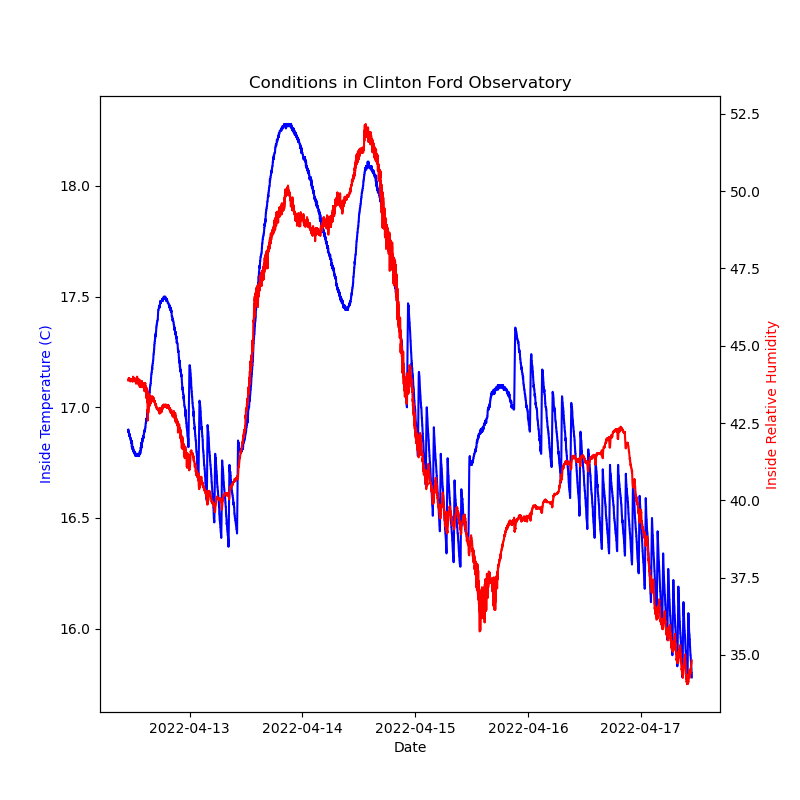 Conditions in Clinton Ford Observatory
Inside Temperature (C)
18.0
17.5
17.0
16.5
16.0
52.5
50.0
47.5
45.0
42.5
40.0
37.5
35.0
Inside Relative Humidity
2022-04-13 2022-04-14 2022-04-15 2022-04-16 2022-04-17
Date